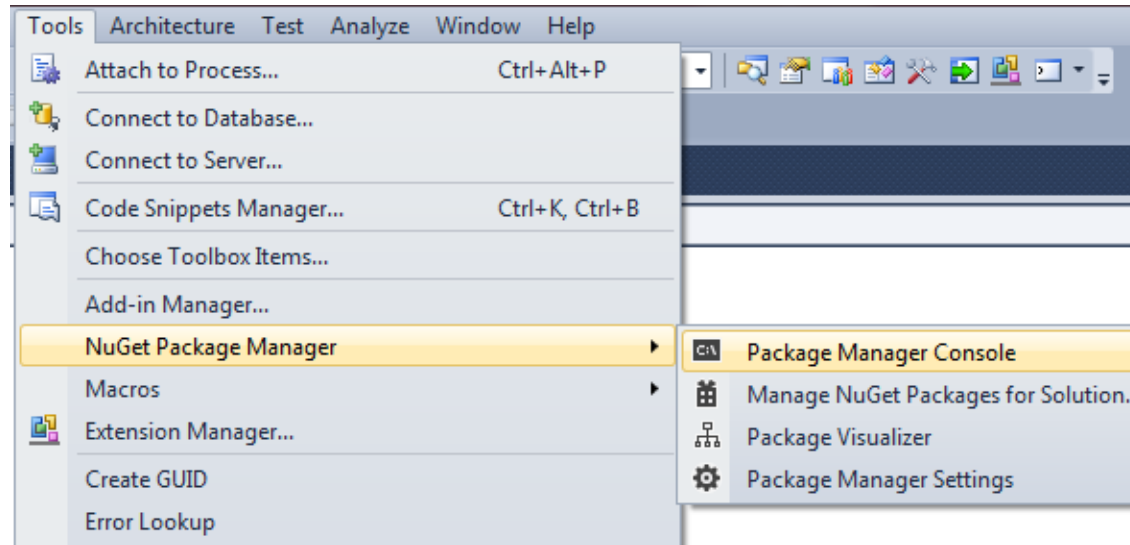 Tools Architecture Test Analyze Window Help
Attach to Process... Ctrl+Alt+P
Connect to Database...
Connect to Server...
Code Snippets Manager... Ctrl+K, Ctrl+B
Choose Toolbox Items...
Add-in Manager...
NuGet Package Manager
Macros
Extension Manager...
Create GUID
Error Lookup
C:\ Package Manager Console
Manage NuGet Packages for Solution.
Package Visualizer
Package Manager Settings